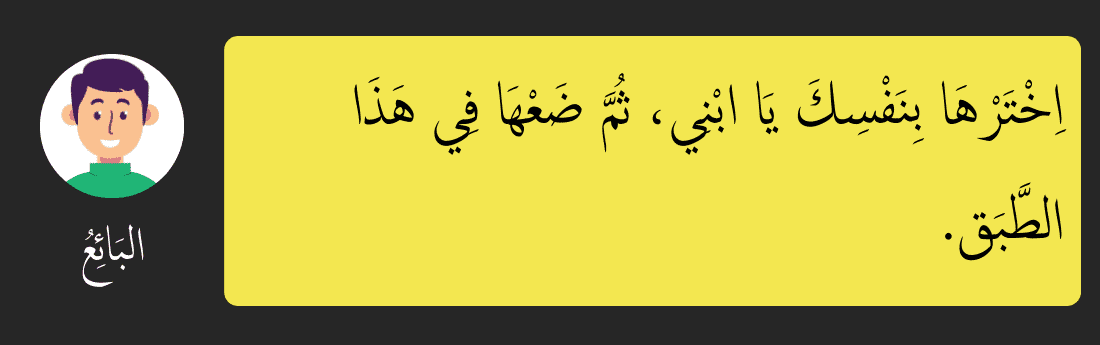 اِخْتَرْهَا بِنَفْسِكَ يَا ابْنِي، ثُمَّ ضَعْهَا فِي هَذَا
الطَّبَق.
البَائِعُ